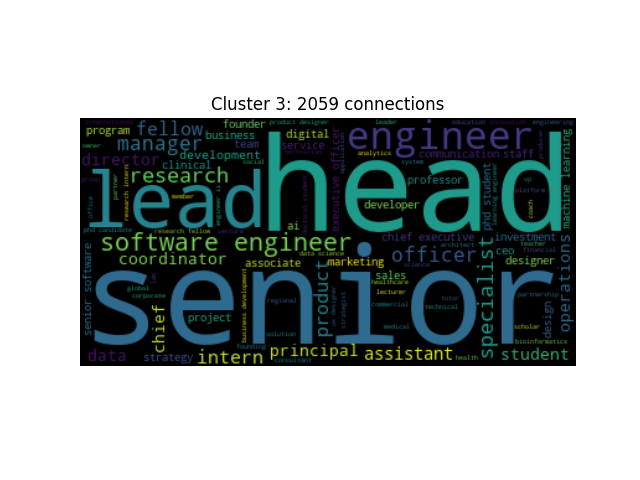 Cluster 3: 2059 connections
founder
product designer
leader
education
engineering
program
fellow
business
digital
engineer
manager
team
service
communication
staff
director
development
clinical
analytics
owner
social
system
research
professor
lead
head
developer
executive officer
phd student
machine learning
partner
research intern
office
member
engineer ii
application
platform
vp
coach
learning engineer
phd candidate
research fellow
venture
ai
chief executive
investment
software engineer
data science
architect
teacher
officer
ceo
financial
coordinator
associate
marketing
science
designer
senior software
senior
specialist
operations
global
corporate
business development
regional
product
ux designer
strategist
sales
healthcare
lecturer
commercial
tutor
technical
partnership
design
chief
project
solution
medical
scholar
founding
bioinformatics
data
strategy
intern
principal
consultant
assistant
health
student